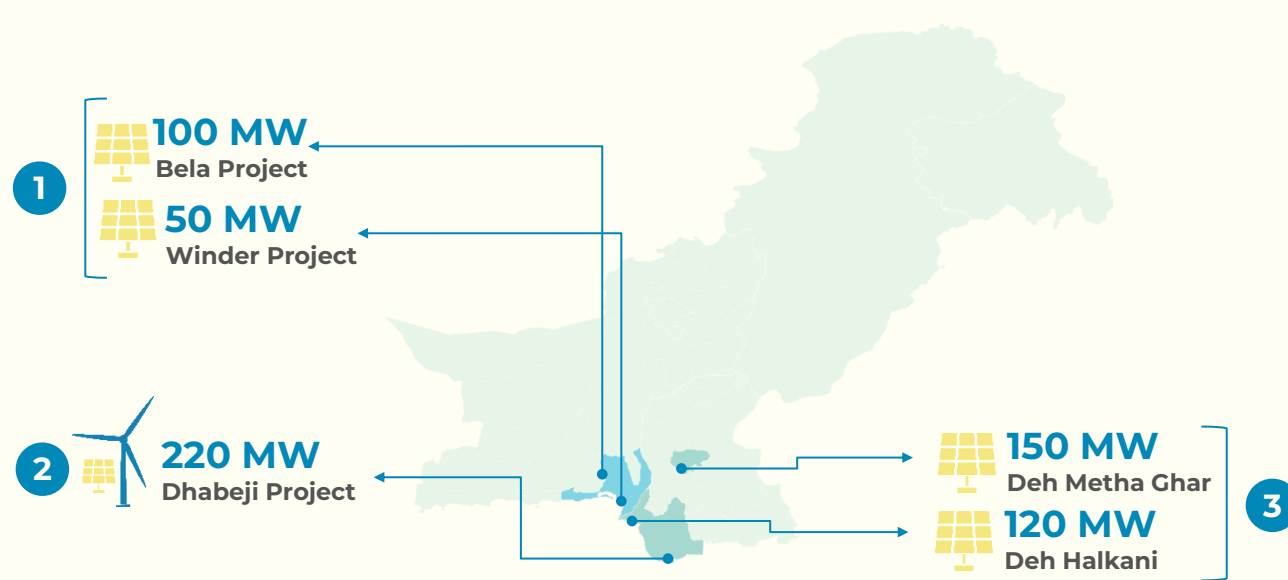 1
100 MW
Bela Project
50 MW
Winder Project
2
220 MW
Dhabeji Project
150 MW
Deh Metha Ghar
120 MW
Deh Halkani
3